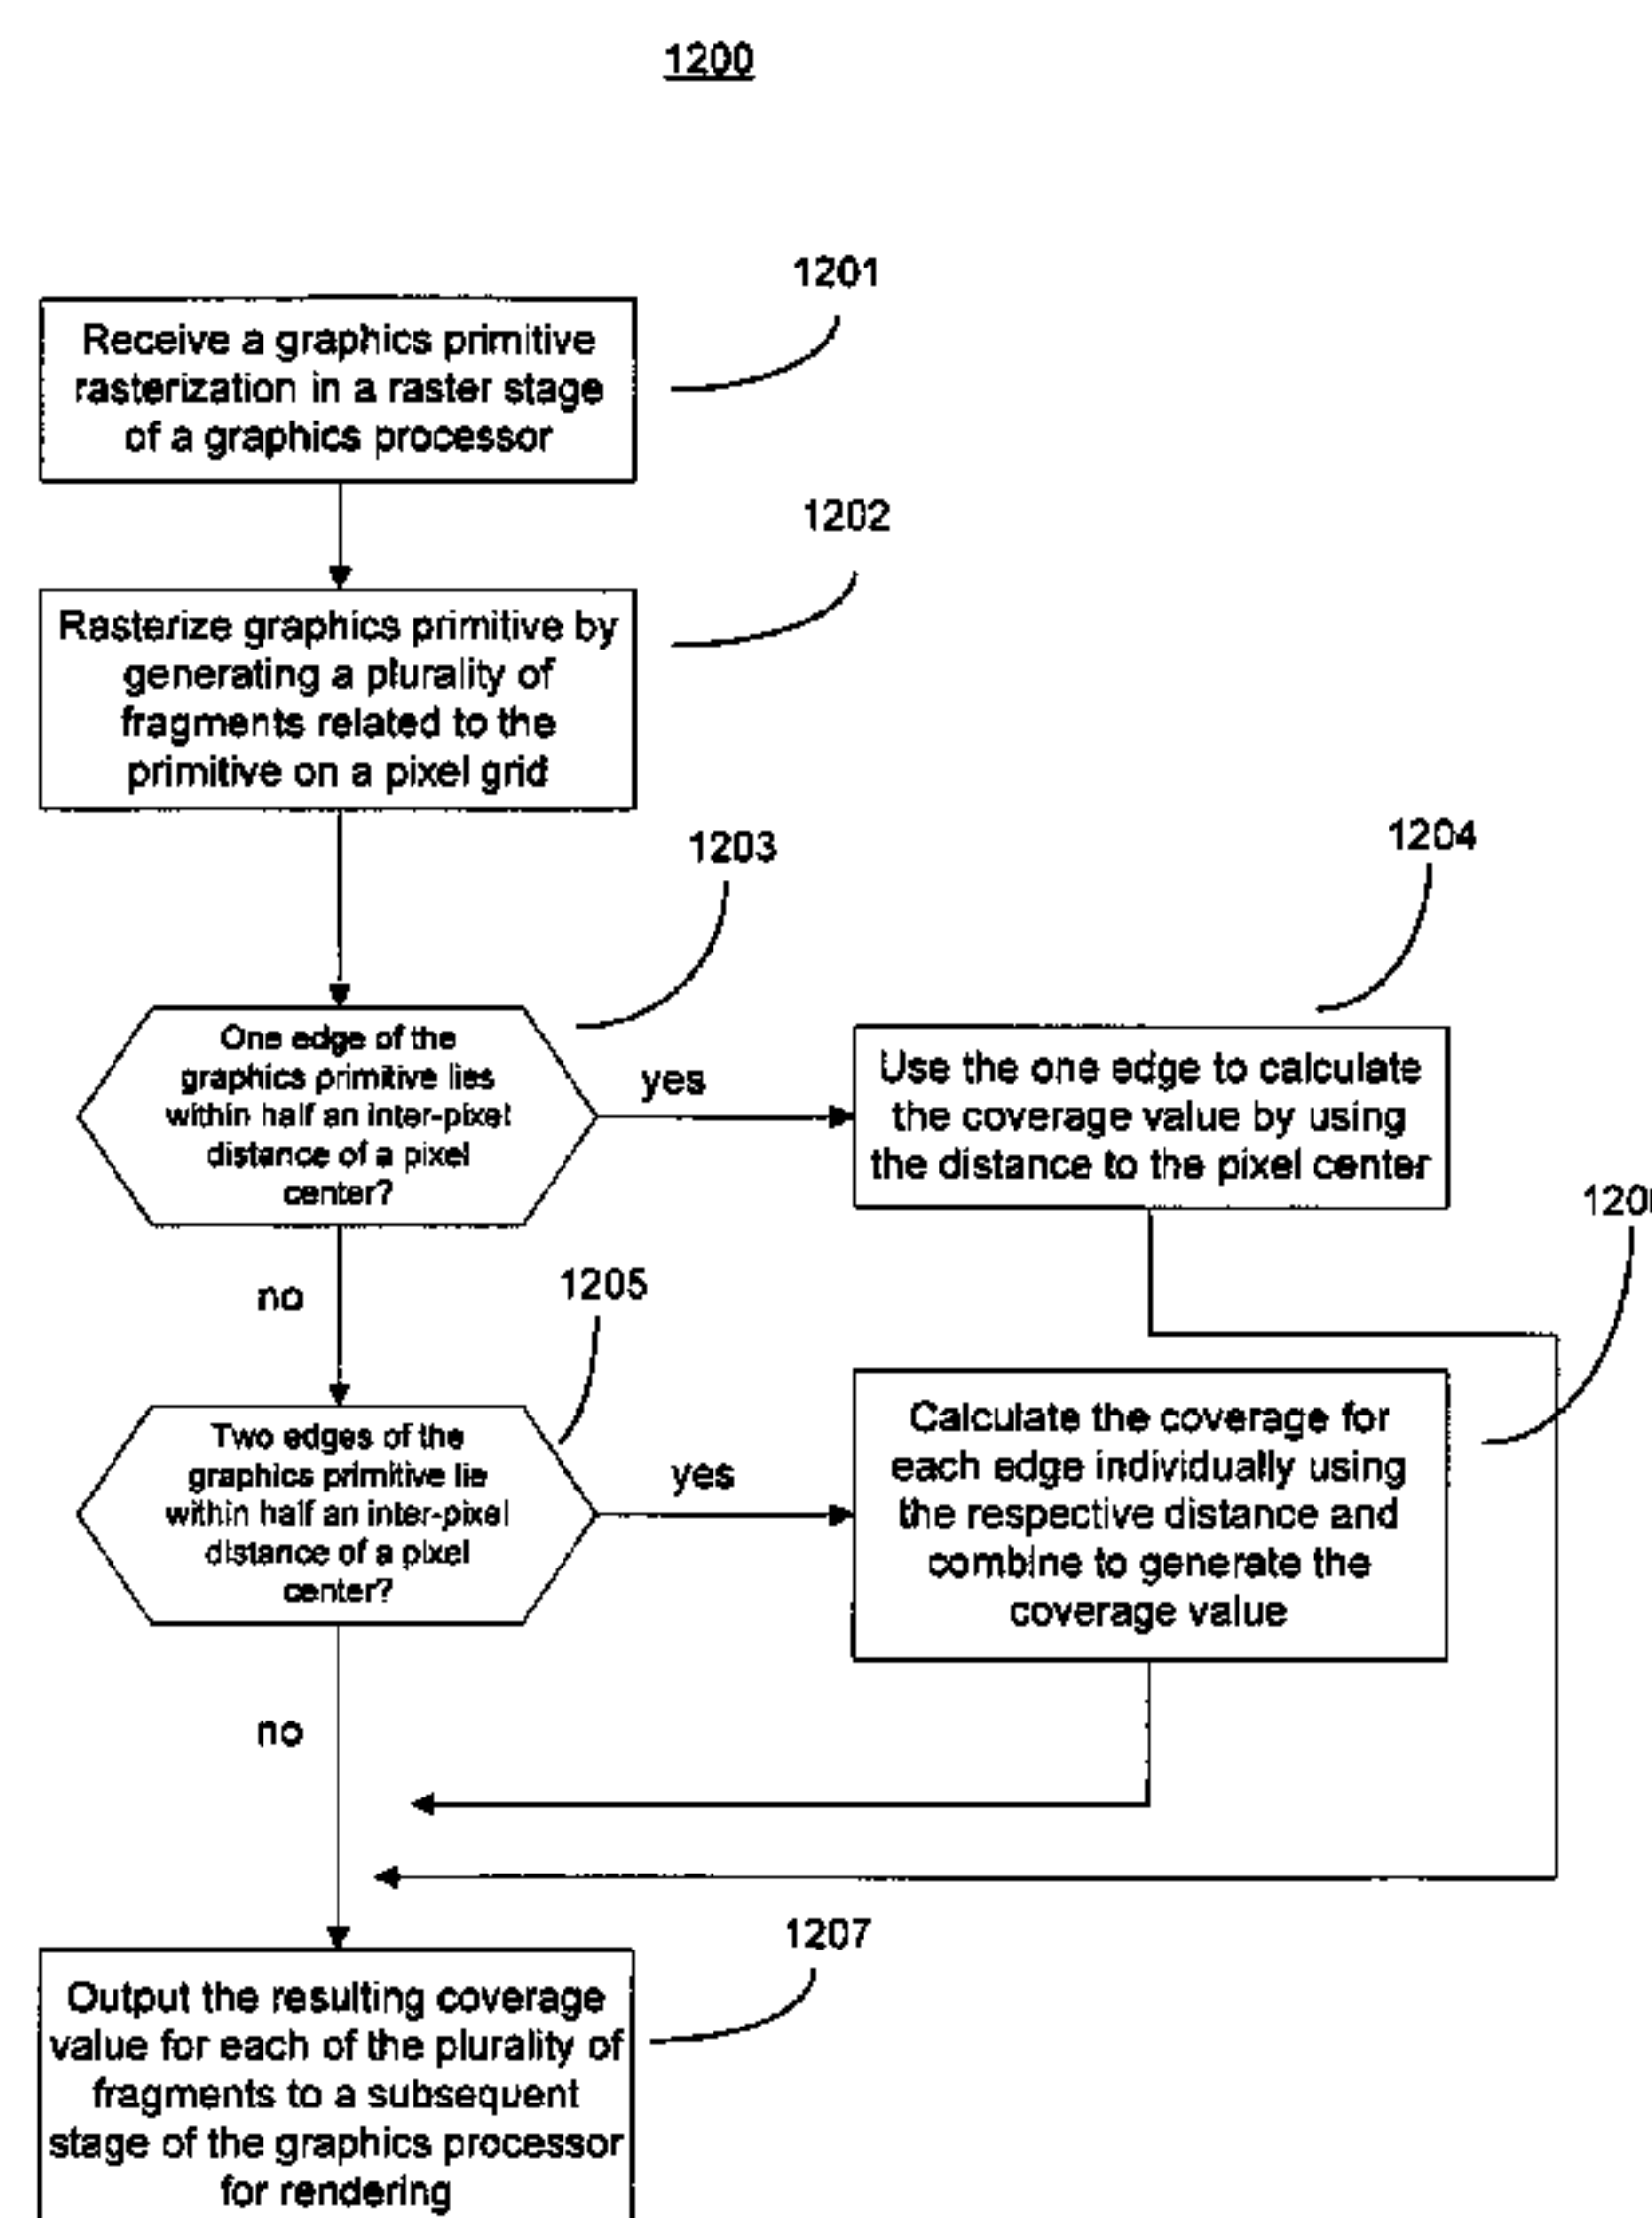 1200
1201
Receive a graphics primitive
rasterization in a raster stage
of a graphics processor
1202
Rasterize graphics primitive by
generating a plurality of
fragments related to the
primitive on a pixel grid
1203
One edge of the
graphics primitive lies
within half an inter-pixel
distance of a pixel
center?
yes
1204
Use the one edge to calculate
the coverage value by using
the distance to the pixel center
no
1205
Two edges of the
graphics primitive lie
within half an inter-pixel
distance of a pixel
center?
yes
Calculate the coverage for
each edge individually using
the respective distance and
combine to generate the
coverage value
no
1207
Output the resulting coverage
value for each of the plurality of
fragments to a subsequent
stage of the graphics processor
for rendering